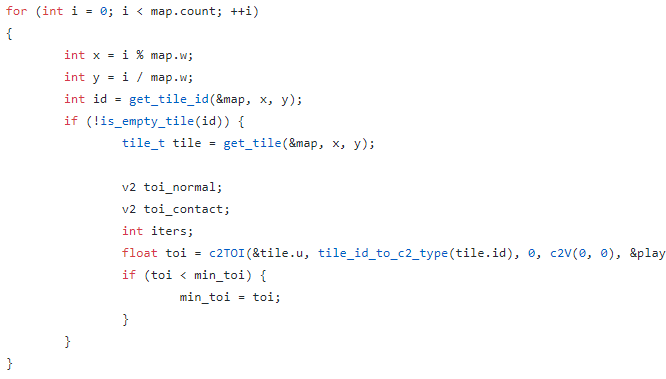 for (int i = 0; i < map.count; ++i)
{
        int x = i % map.w;
        int y = i / map.w;
        int id = get_tile_id(&map, x, y);
        if (!is_empty_tile(id)) {
                tile_t tile = get_tile(&map, x, y);

                v2 toi_normal;
                v2 toi_contact;
                int iters;
                float toi = c2TOI(&tile.u, tile_id_to_c2_type(tile.id), 0, c2V(0, 0), &play
                if (toi < min_toi) {
                        min_toi = toi;
                }
        }
}